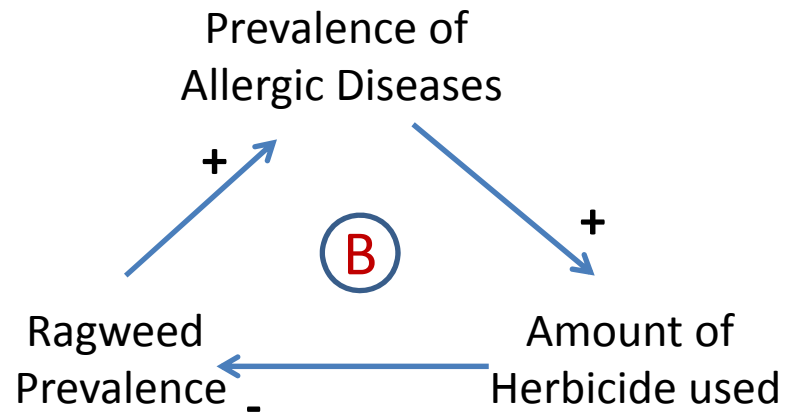 Prevalence of
Allergic Diseases
+
+
B
Ragweed
Prevalence
-
Amount of
Herbicide used